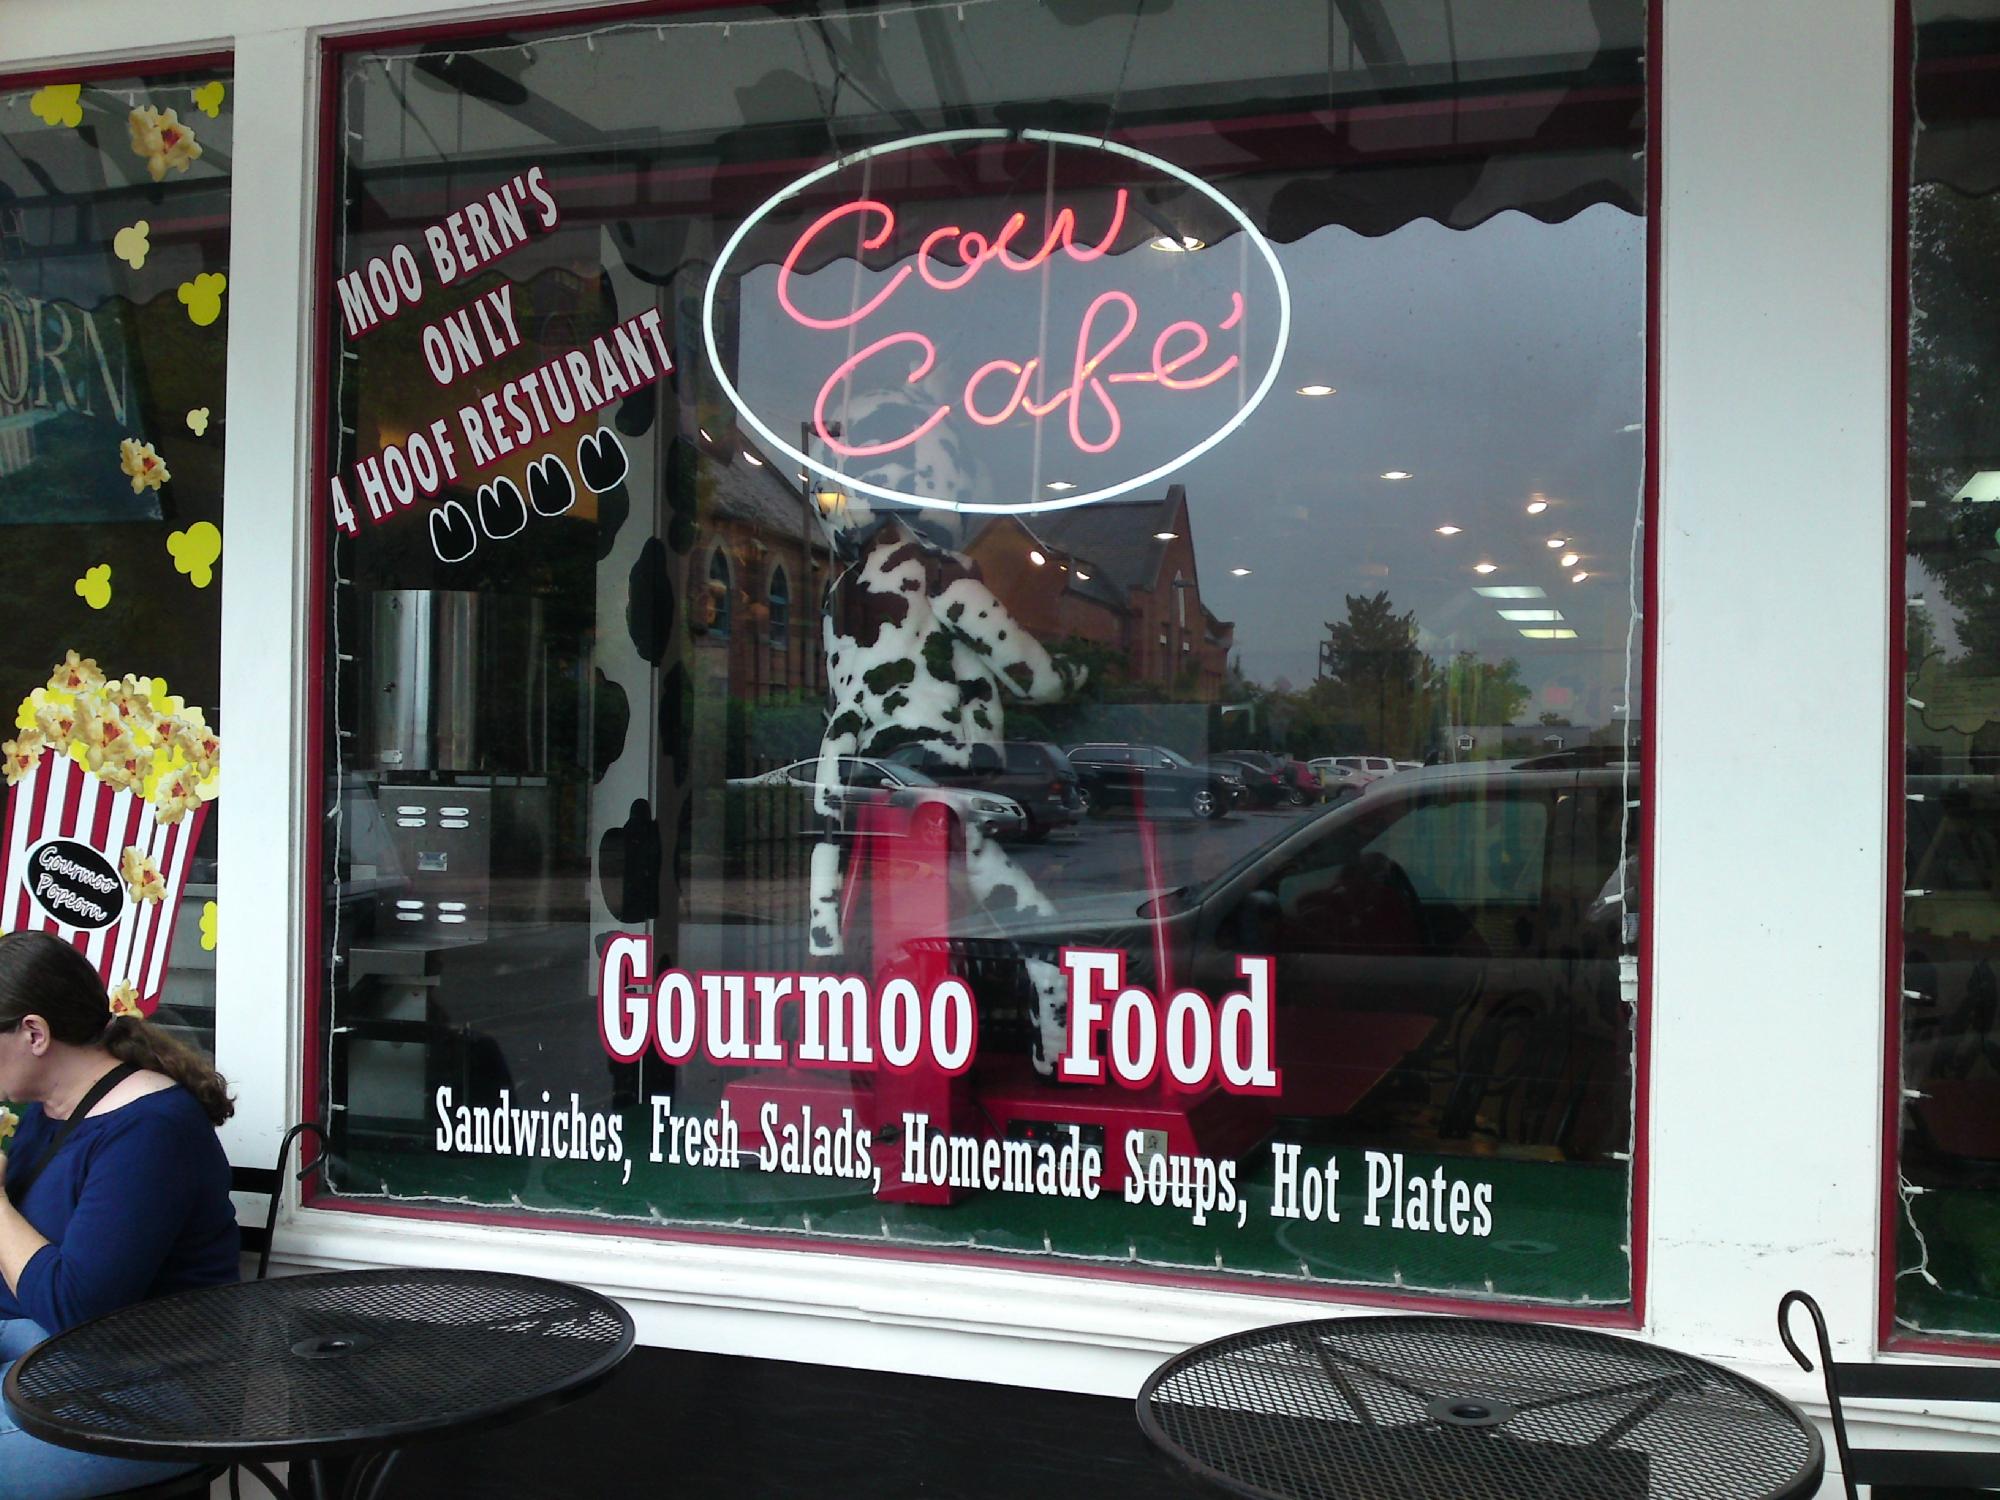 ORN
MOO BERN'S
ONLY
4 HOOF RESTURANT
Cow
Café
Gourmoo
Popcorn
Gourmoo Food
Sandwiches, Fresh Salads, Homemade Soups, Hot Plates